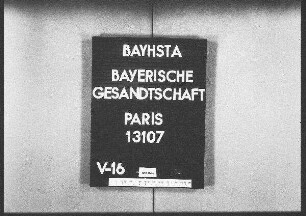 BAYHSTA
BAYERISCHE
GESANDTSCHAFT
PARIS
13107
V-16